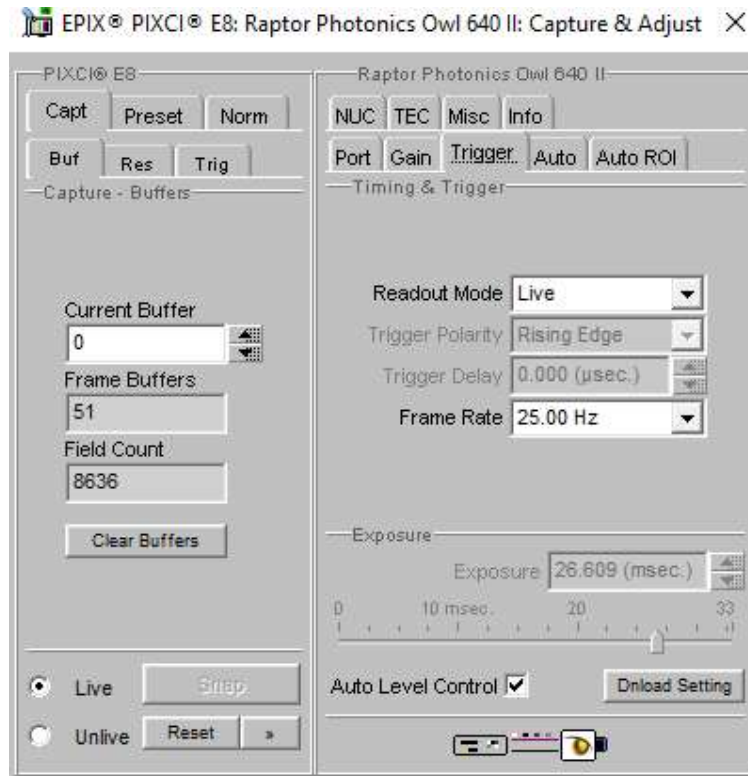 EPIX® PIXCI® E8: Raptor Photonics Owl 640 II: Capture & Adjust
PIXCI® E8
Capt Preset Norm
Buf Res Trig
Capture - Buffers
Current Buffer
0
Frame Buffers
51
Field Count
8636
Clear Buffers
Live Snap
Unlive Reset »
Raptor Photonics Owl 640 II
NUC TEC Misc Info
Port Gain Trigger Auto Auto ROI
Timing & Trigger
Readout Mode Live
Trigger Polarity Rising Edge
Trigger Delay 0.000 (µsec.)
Frame Rate 25.00 Hz
Exposure
Exposure 26.609 (msec.)
0 10 msec. 20 33
Auto Level Control Dnload Setting